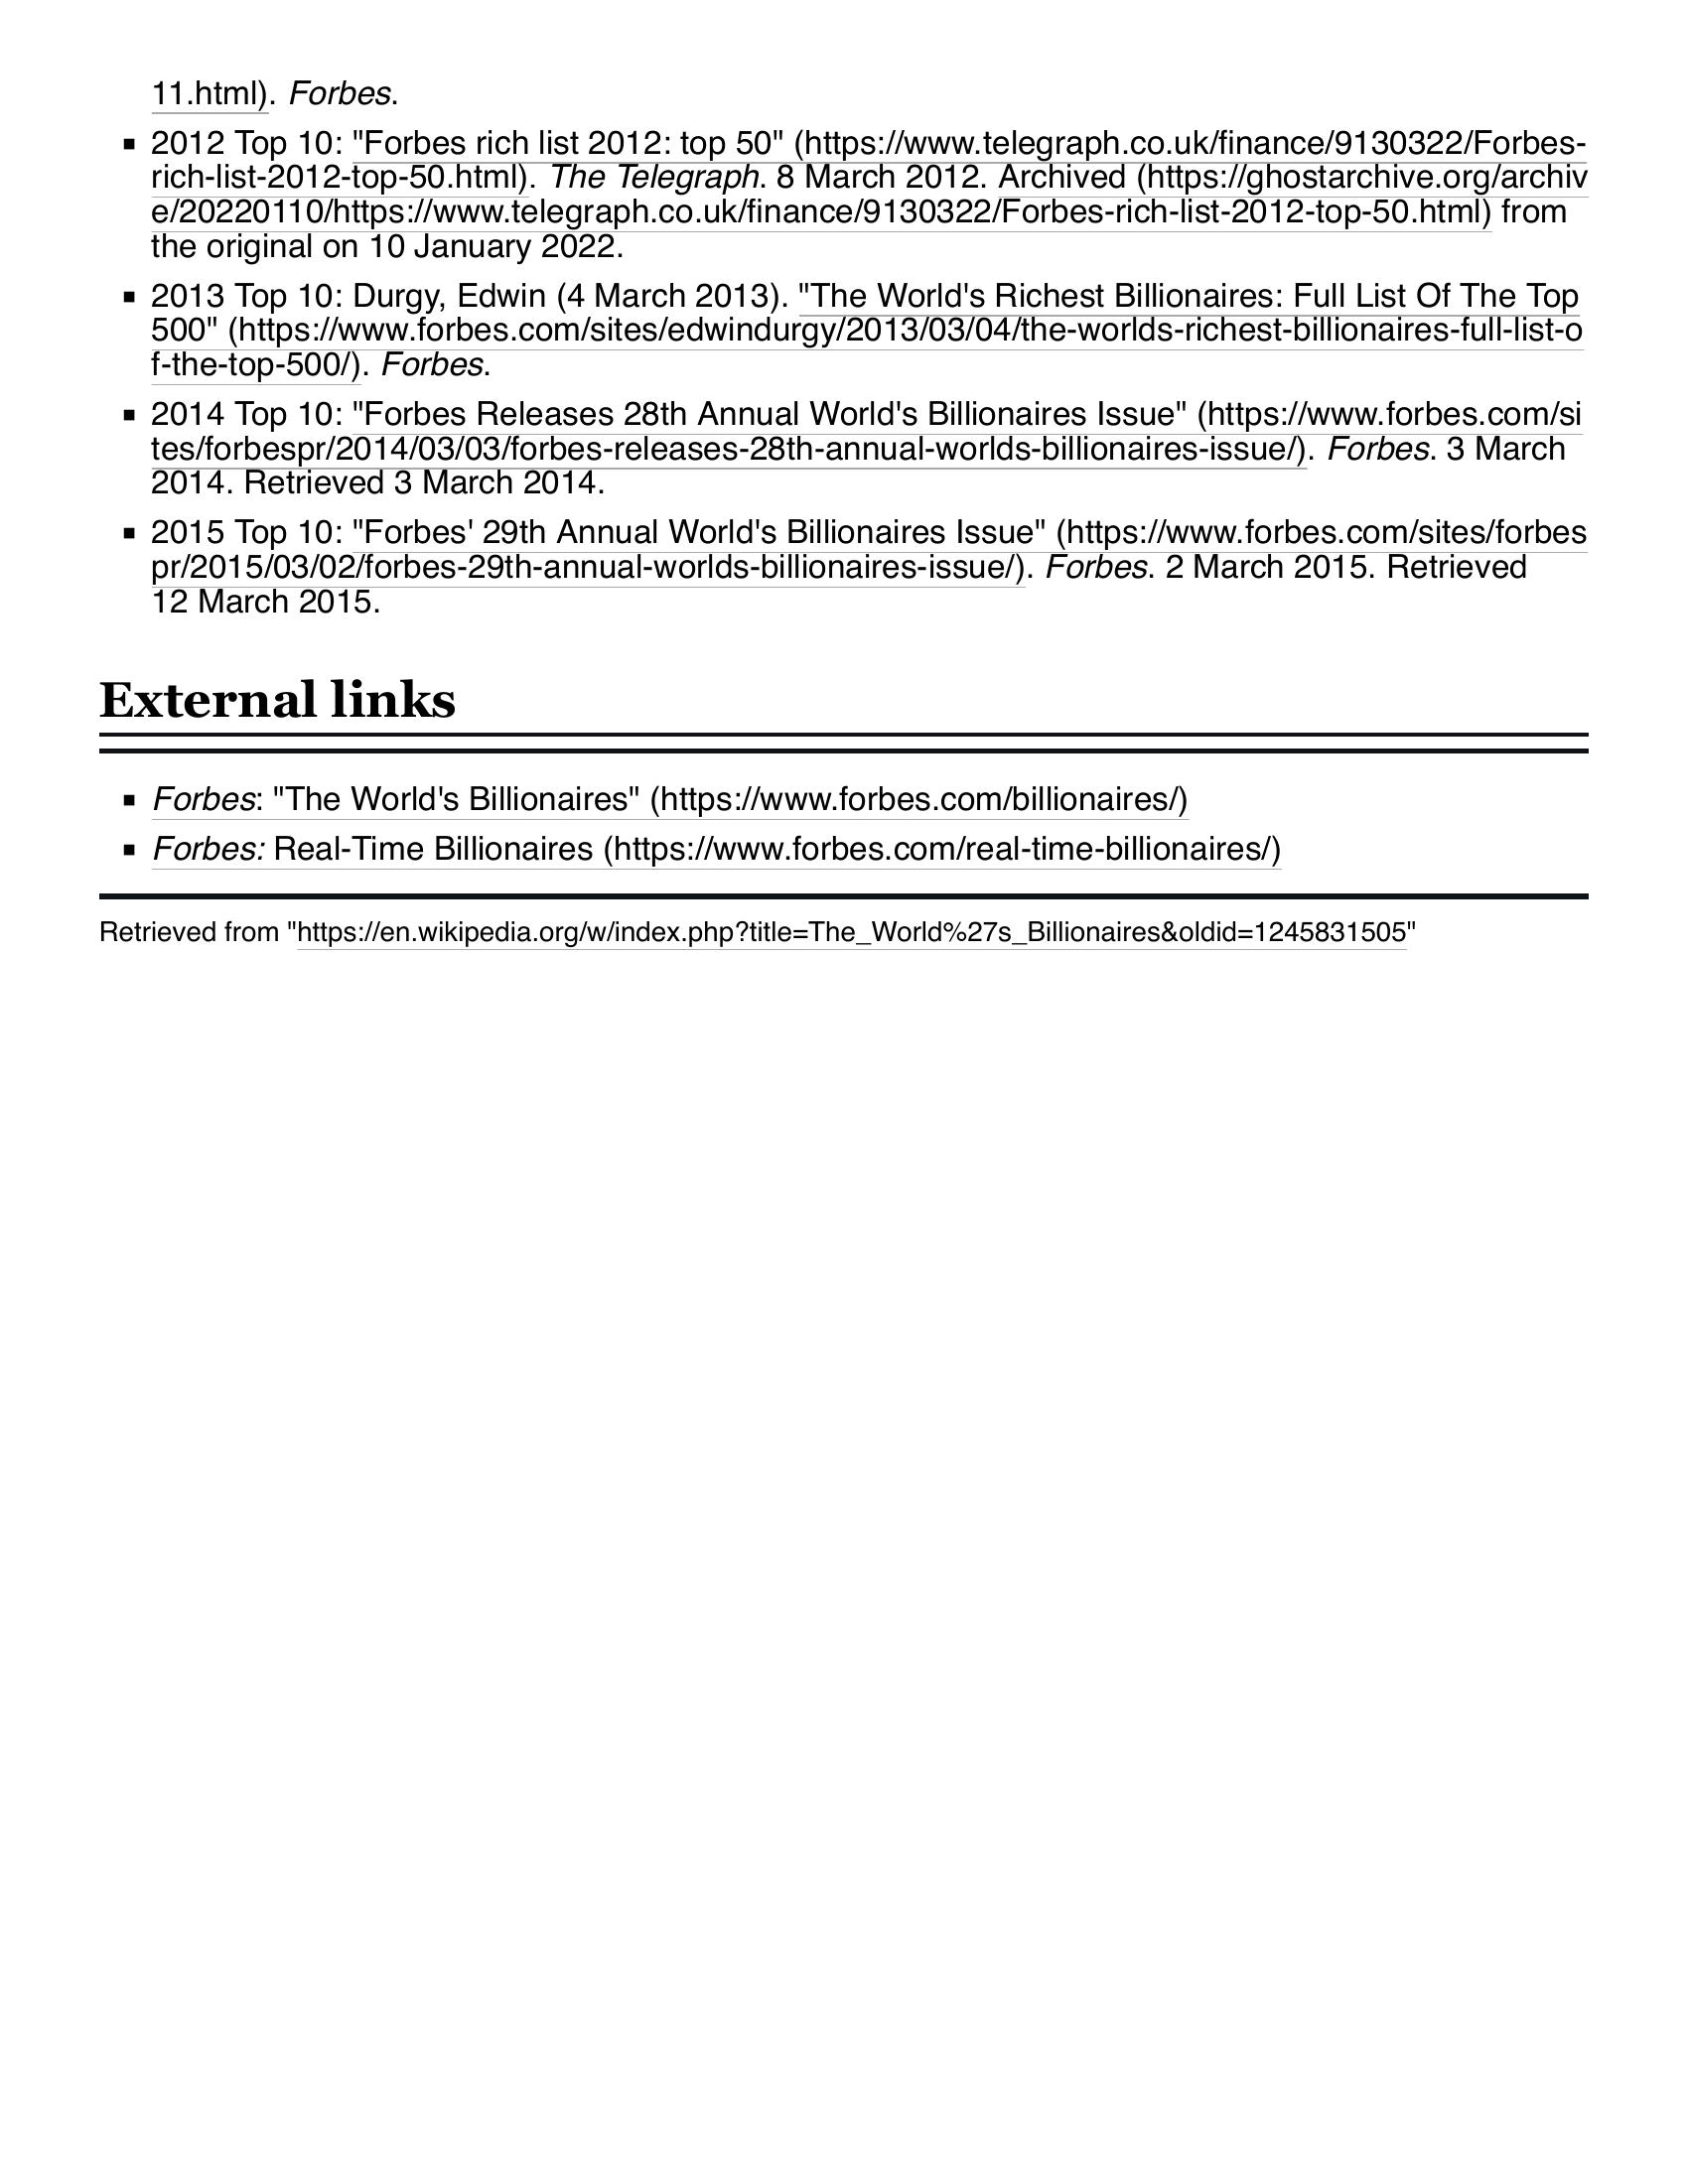 11.html). Forbes.
2012 Top 10: "Forbes rich list 2012: top 50" (https://www.telegraph.co.uk/finance/9130322/Forbes-
rich-list-2012-top-50.html). The Telegraph. 8 March 2012. Archived (https://ghostarchive.org/archiv
e/20220110/https://www.telegraph.co.uk/finance/9130322/Forbes-rich-list-2012-top-50.html) from
the original on 10 January 2022.
2013 Top 10: Durgy, Edwin (4 March 2013). "The World's Richest Billionaires: Full List Of The Top
500" (https://www.forbes.com/sites/edwindurgy/2013/03/04/the-worlds-richest-billionaires-full-list-o
f-the-top-500/). Forbes.
2014 Top 10: "Forbes Releases 28th Annual World's Billionaires Issue" (https://www.forbes.com/si
tes/forbespr/2014/03/03/forbes-releases-28th-annual-worlds-billionaires-issue/). Forbes. 3 March
2014. Retrieved 3 March 2014.
2015 Top 10: "Forbes' 29th Annual World's Billionaires Issue" (https://www.forbes.com/sites/forbes
pr/2015/03/02/forbes-29th-annual-worlds-billionaires-issue/). Forbes. 2 March 2015. Retrieved
12 March 2015.
External links
Forbes: "The World's Billionaires" (https://www.forbes.com/billionaires/)
Forbes: Real-Time Billionaires (https://www.forbes.com/real-time-billionaires/)
Retrieved from "https://en.wikipedia.org/w/index.php?title=The_World%27s_Billionaires&oldid=1245831505"